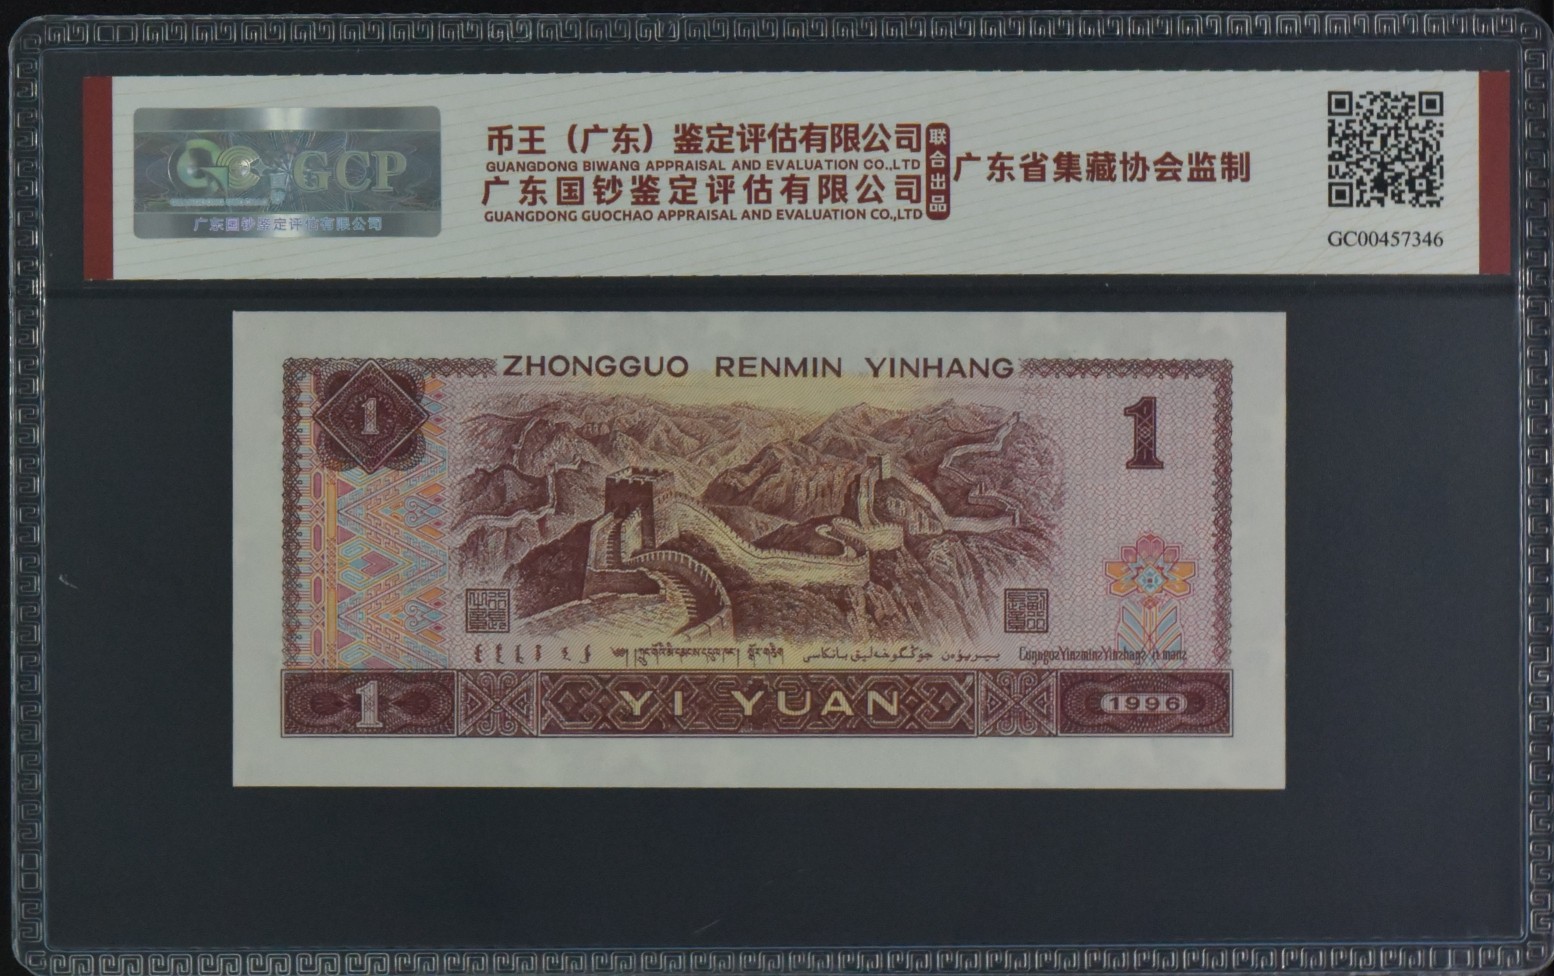 GCP
广东国钞鉴定评估有限公司
币王（广东）鉴定评估有限公司
GUANGDONG BIWANG APPRAISAL AND EVALUATION CO.,LTD
广东国钞鉴定评估有限公司
GUANGDONG GUOCHAO APPRAISAL AND EVALUATION CO.,LTD
联合出品
广东省集藏协会监制
GC00457346
ZHONGGUO RENMIN YINHANG
1
1
1
YI YUAN
1996